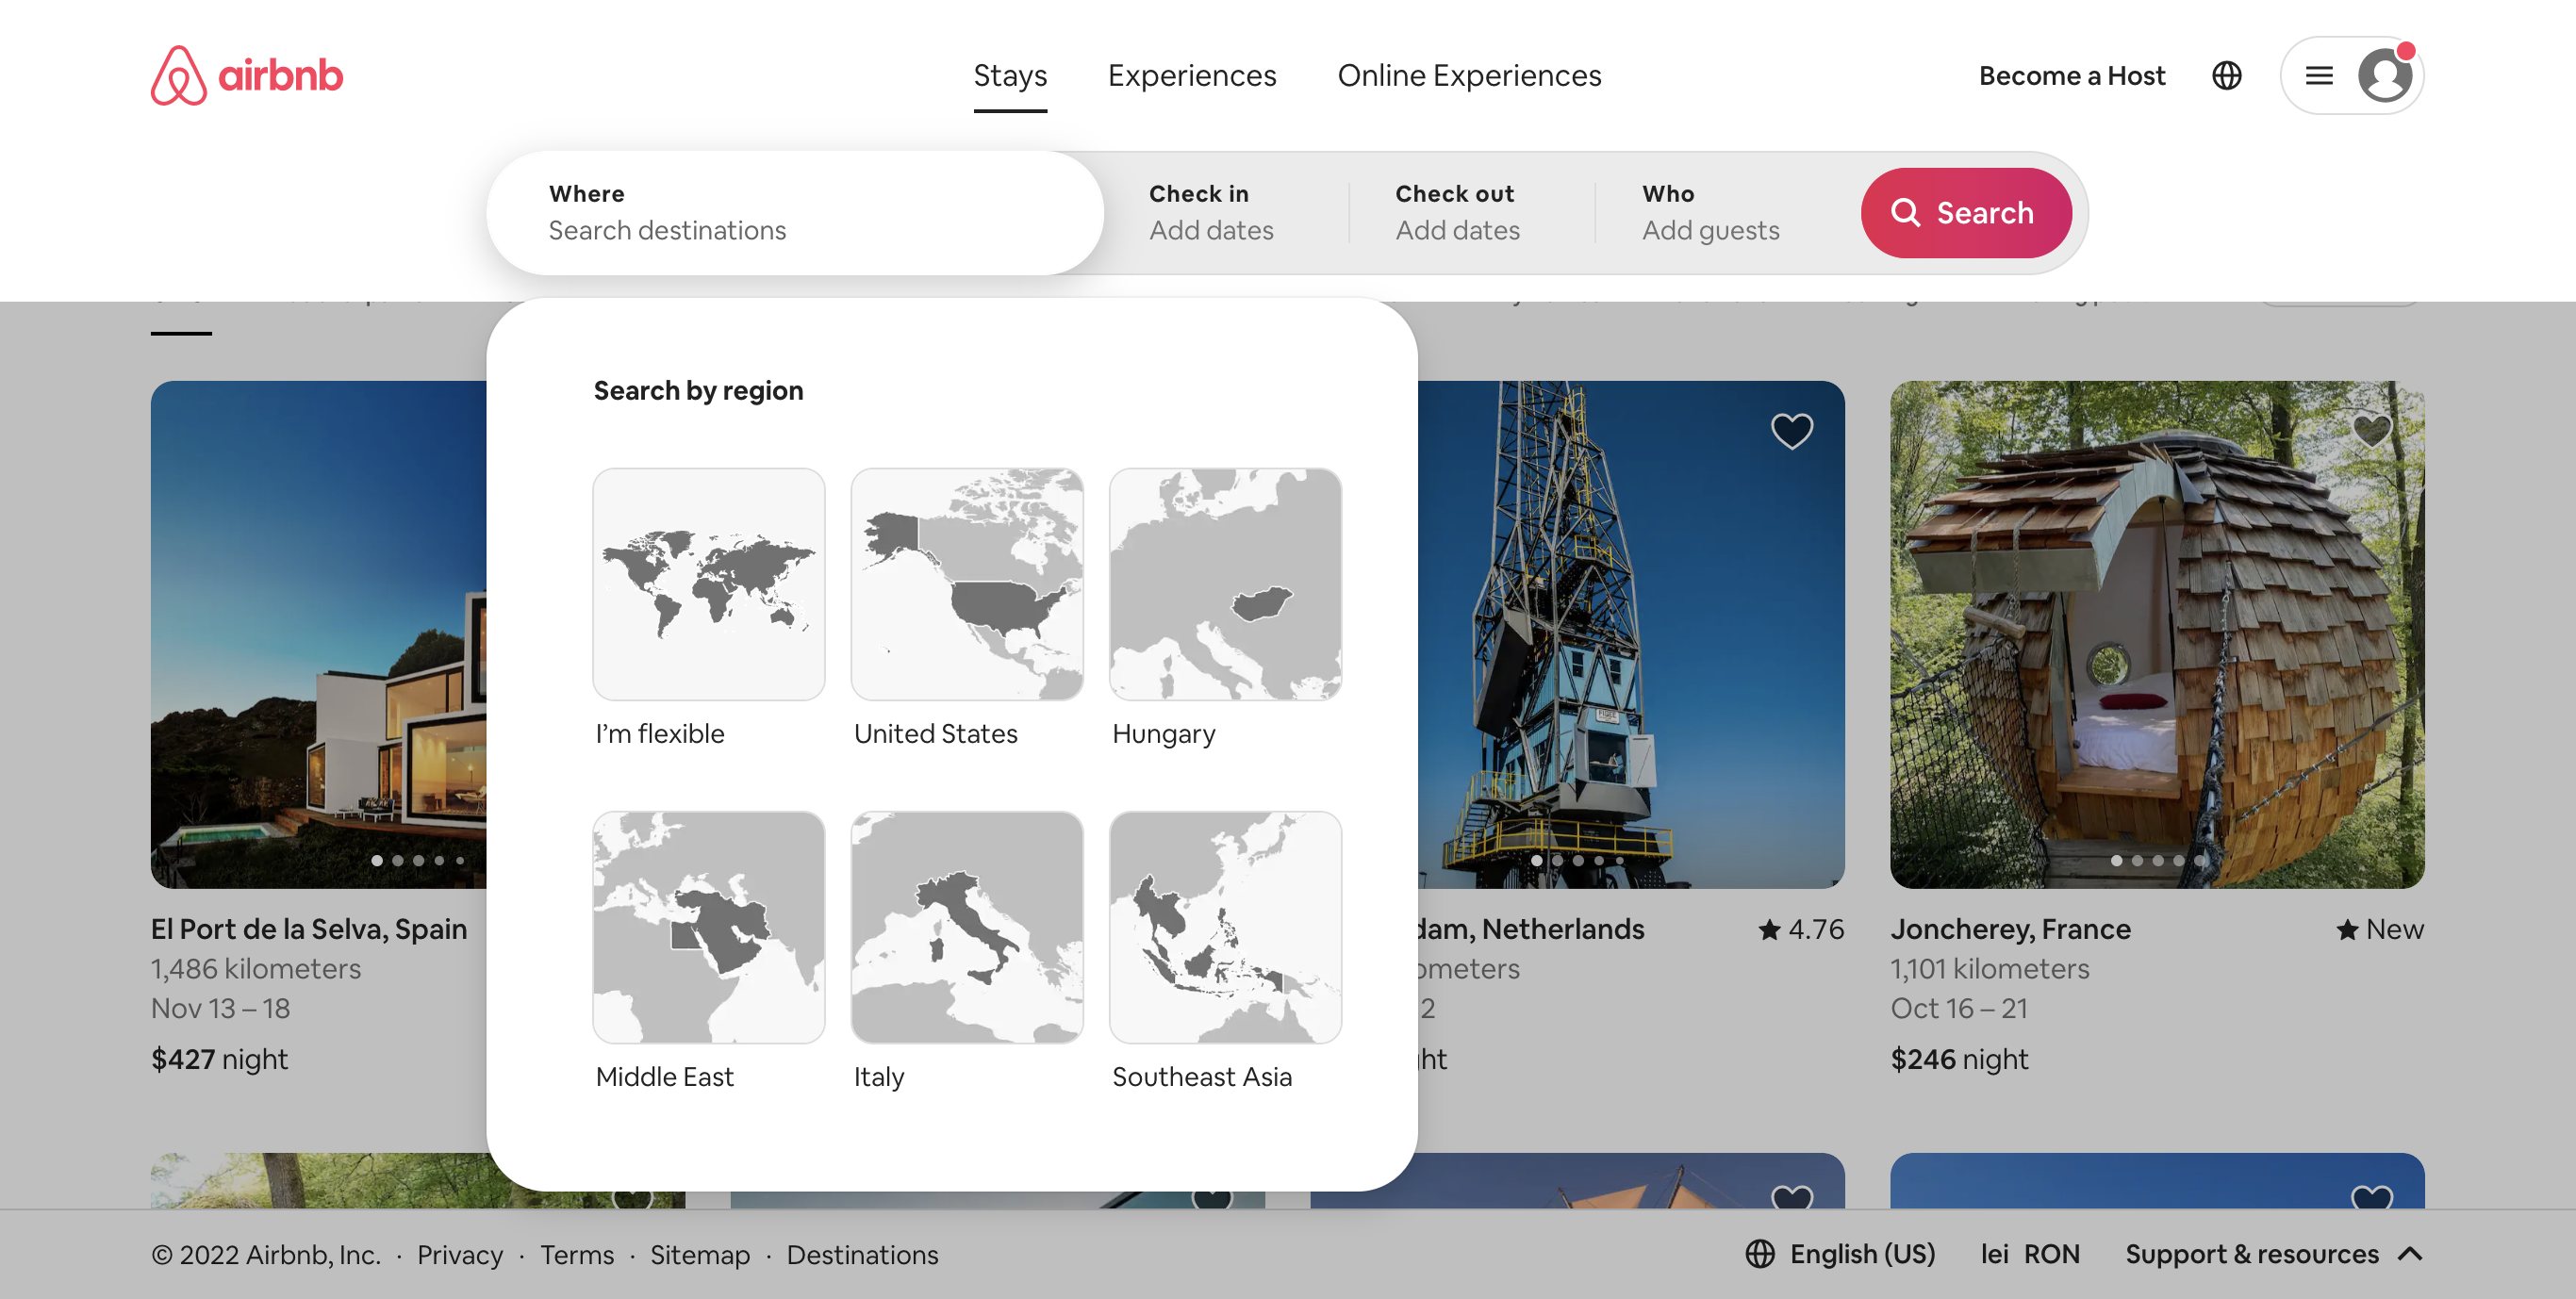 airbnb
Stays Experiences Online Experiences
Become a Host
Where
Search destinations
Check in
Add dates
Check out
Add dates
Who
Add guests
Search
Search by region
I'm flexible
United States
Hungary
Middle East
Italy
Southeast Asia
El Port de la Selva, Spain
1,486 kilometers
Nov 13 – 18
$427 night
dam, Netherlands ★ 4.76
ometers
2
ht
Joncherey, France ★ New
1,101 kilometers
Oct 16 – 21
$246 night
© 2022 Airbnb, Inc. · Privacy · Terms · Sitemap · Destinations
English (US) lei RON Support & resources